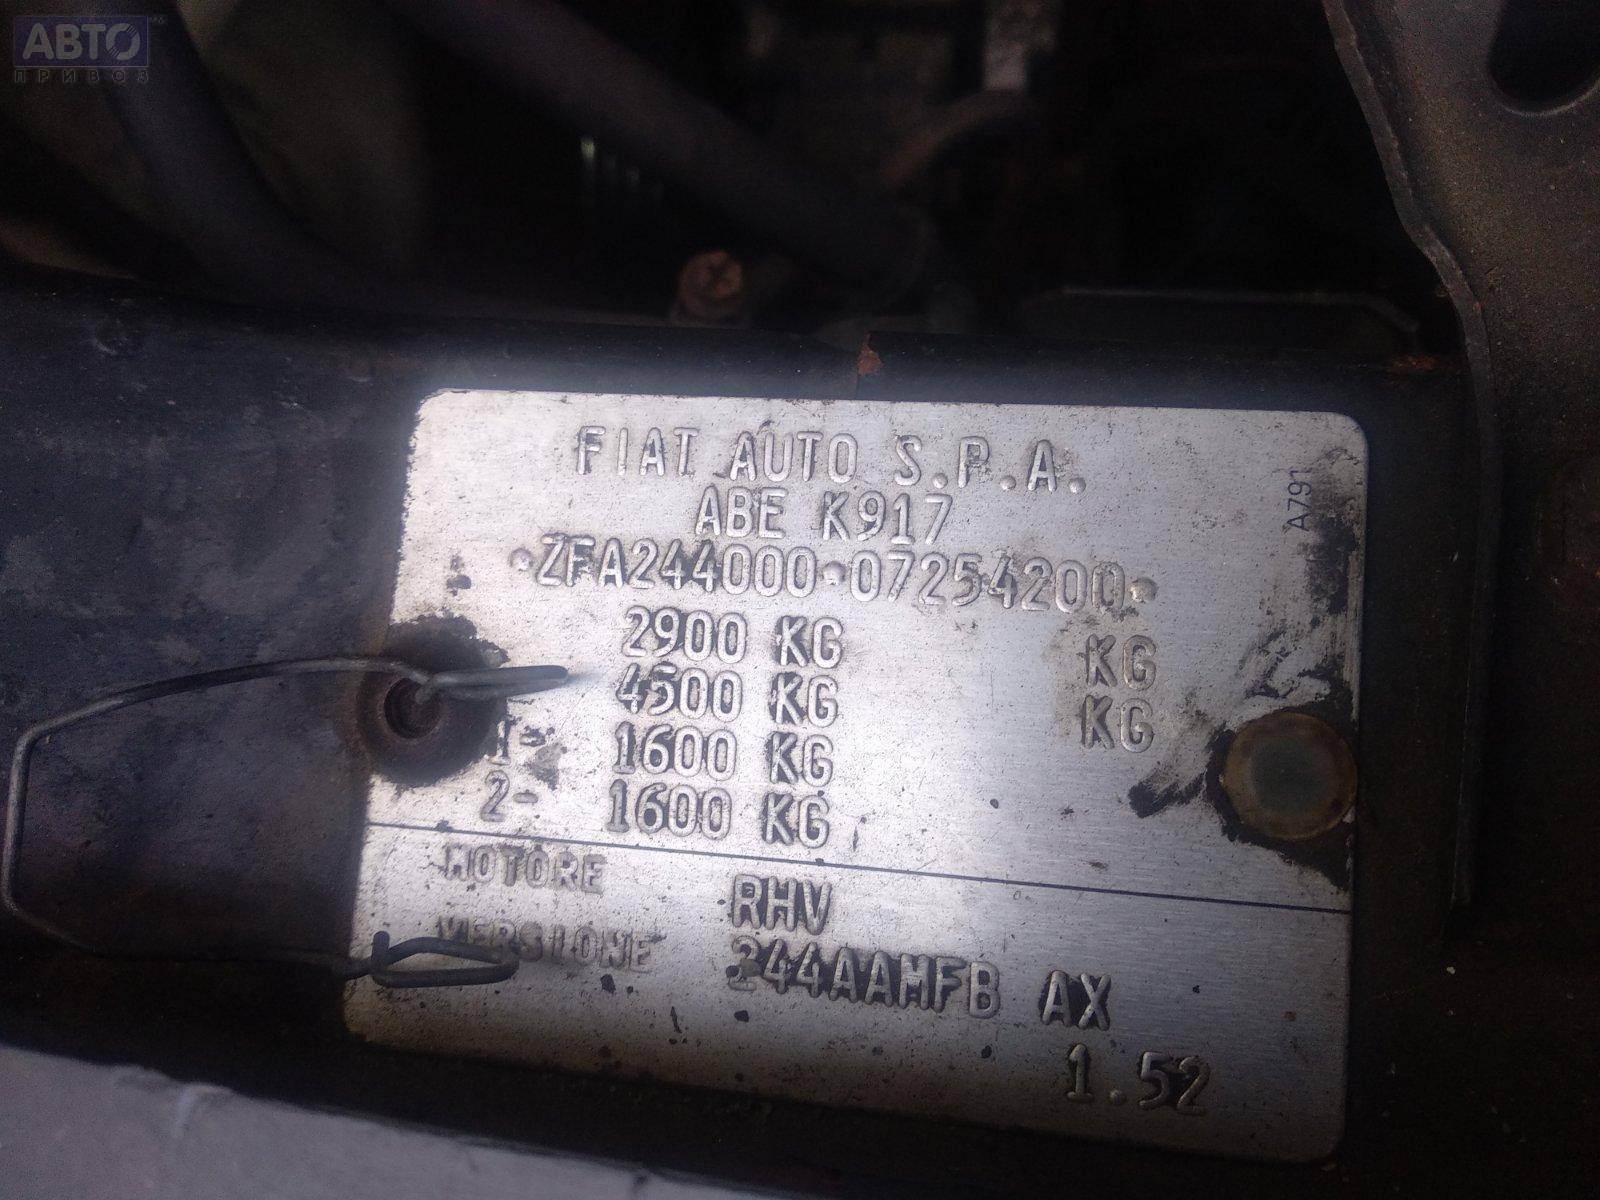 АВТО
ПРИВОЗ
FIAT AUTO S.P.A.
ABE K917
A791
·ZFA244000·07254200·
2900 KG KG
4500 KG KG
1- 1600 KG
2- 1600 KG
MOTORE RHV
VERSIONE 244AAMFB AX
1.52